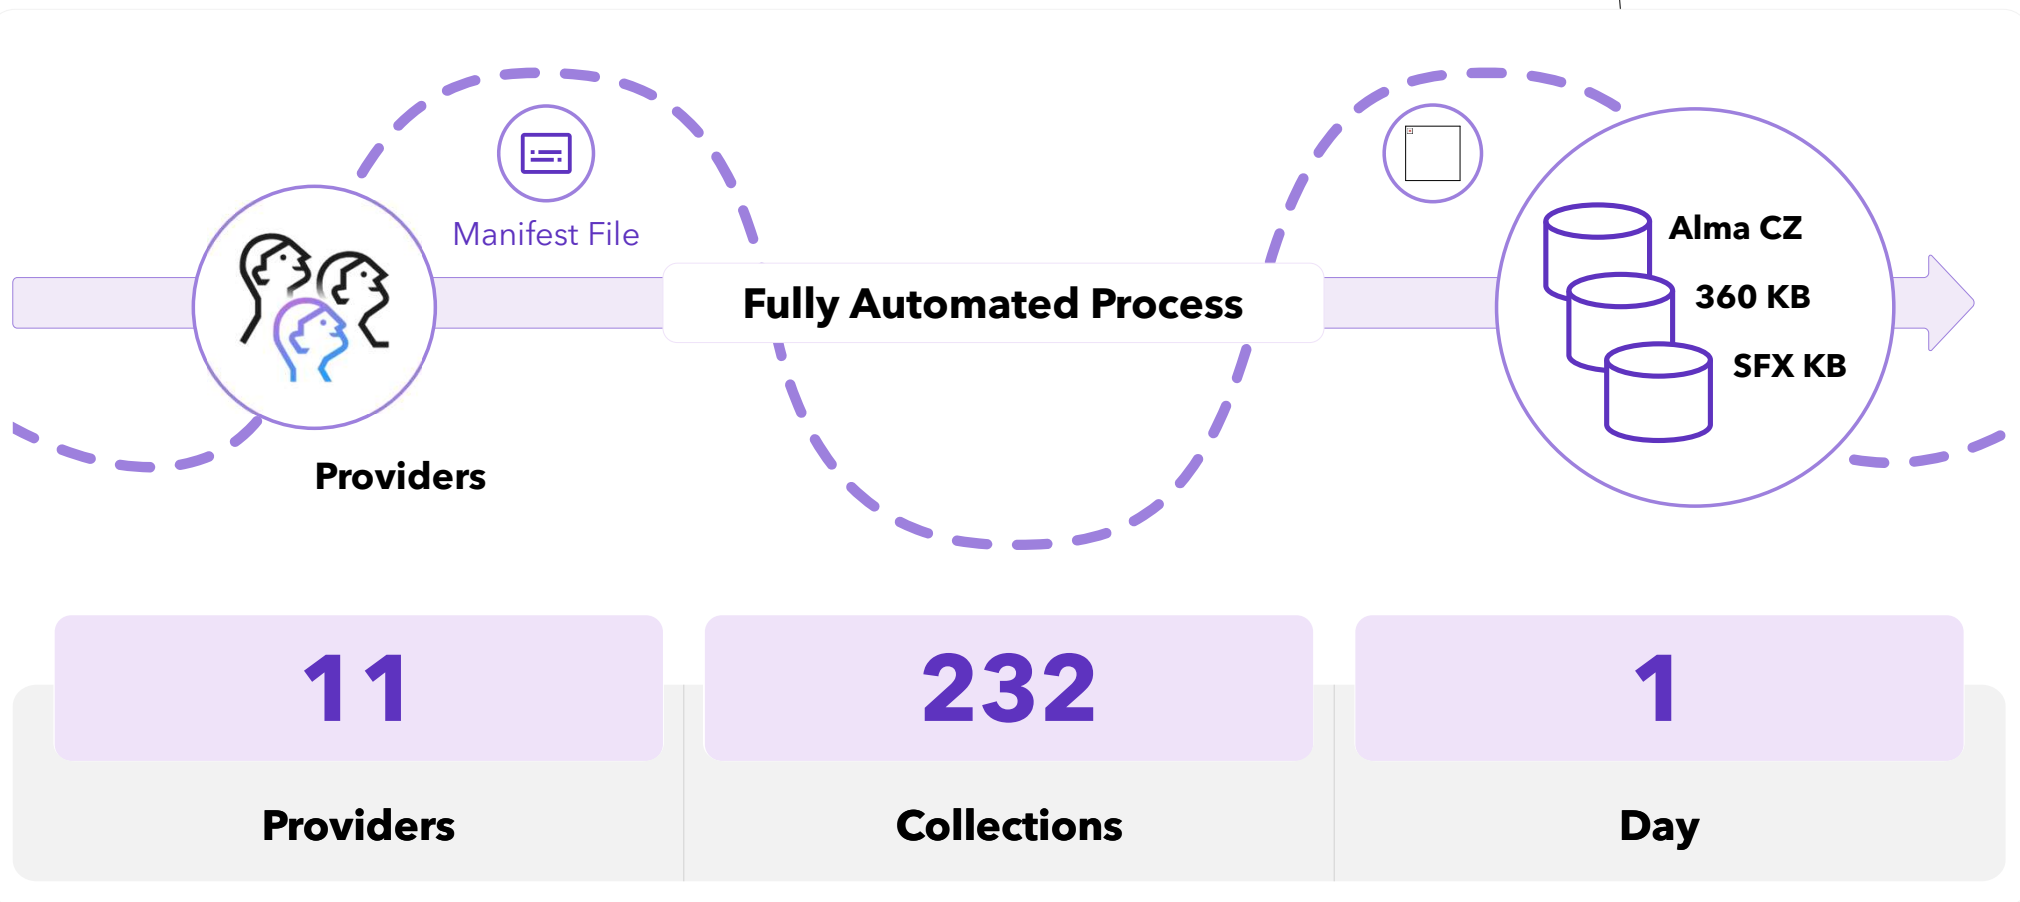 Manifest File
Fully Automated Process
Alma CZ
360 KB
SFX KB
Providers
11
232
1
Providers
Collections
Day